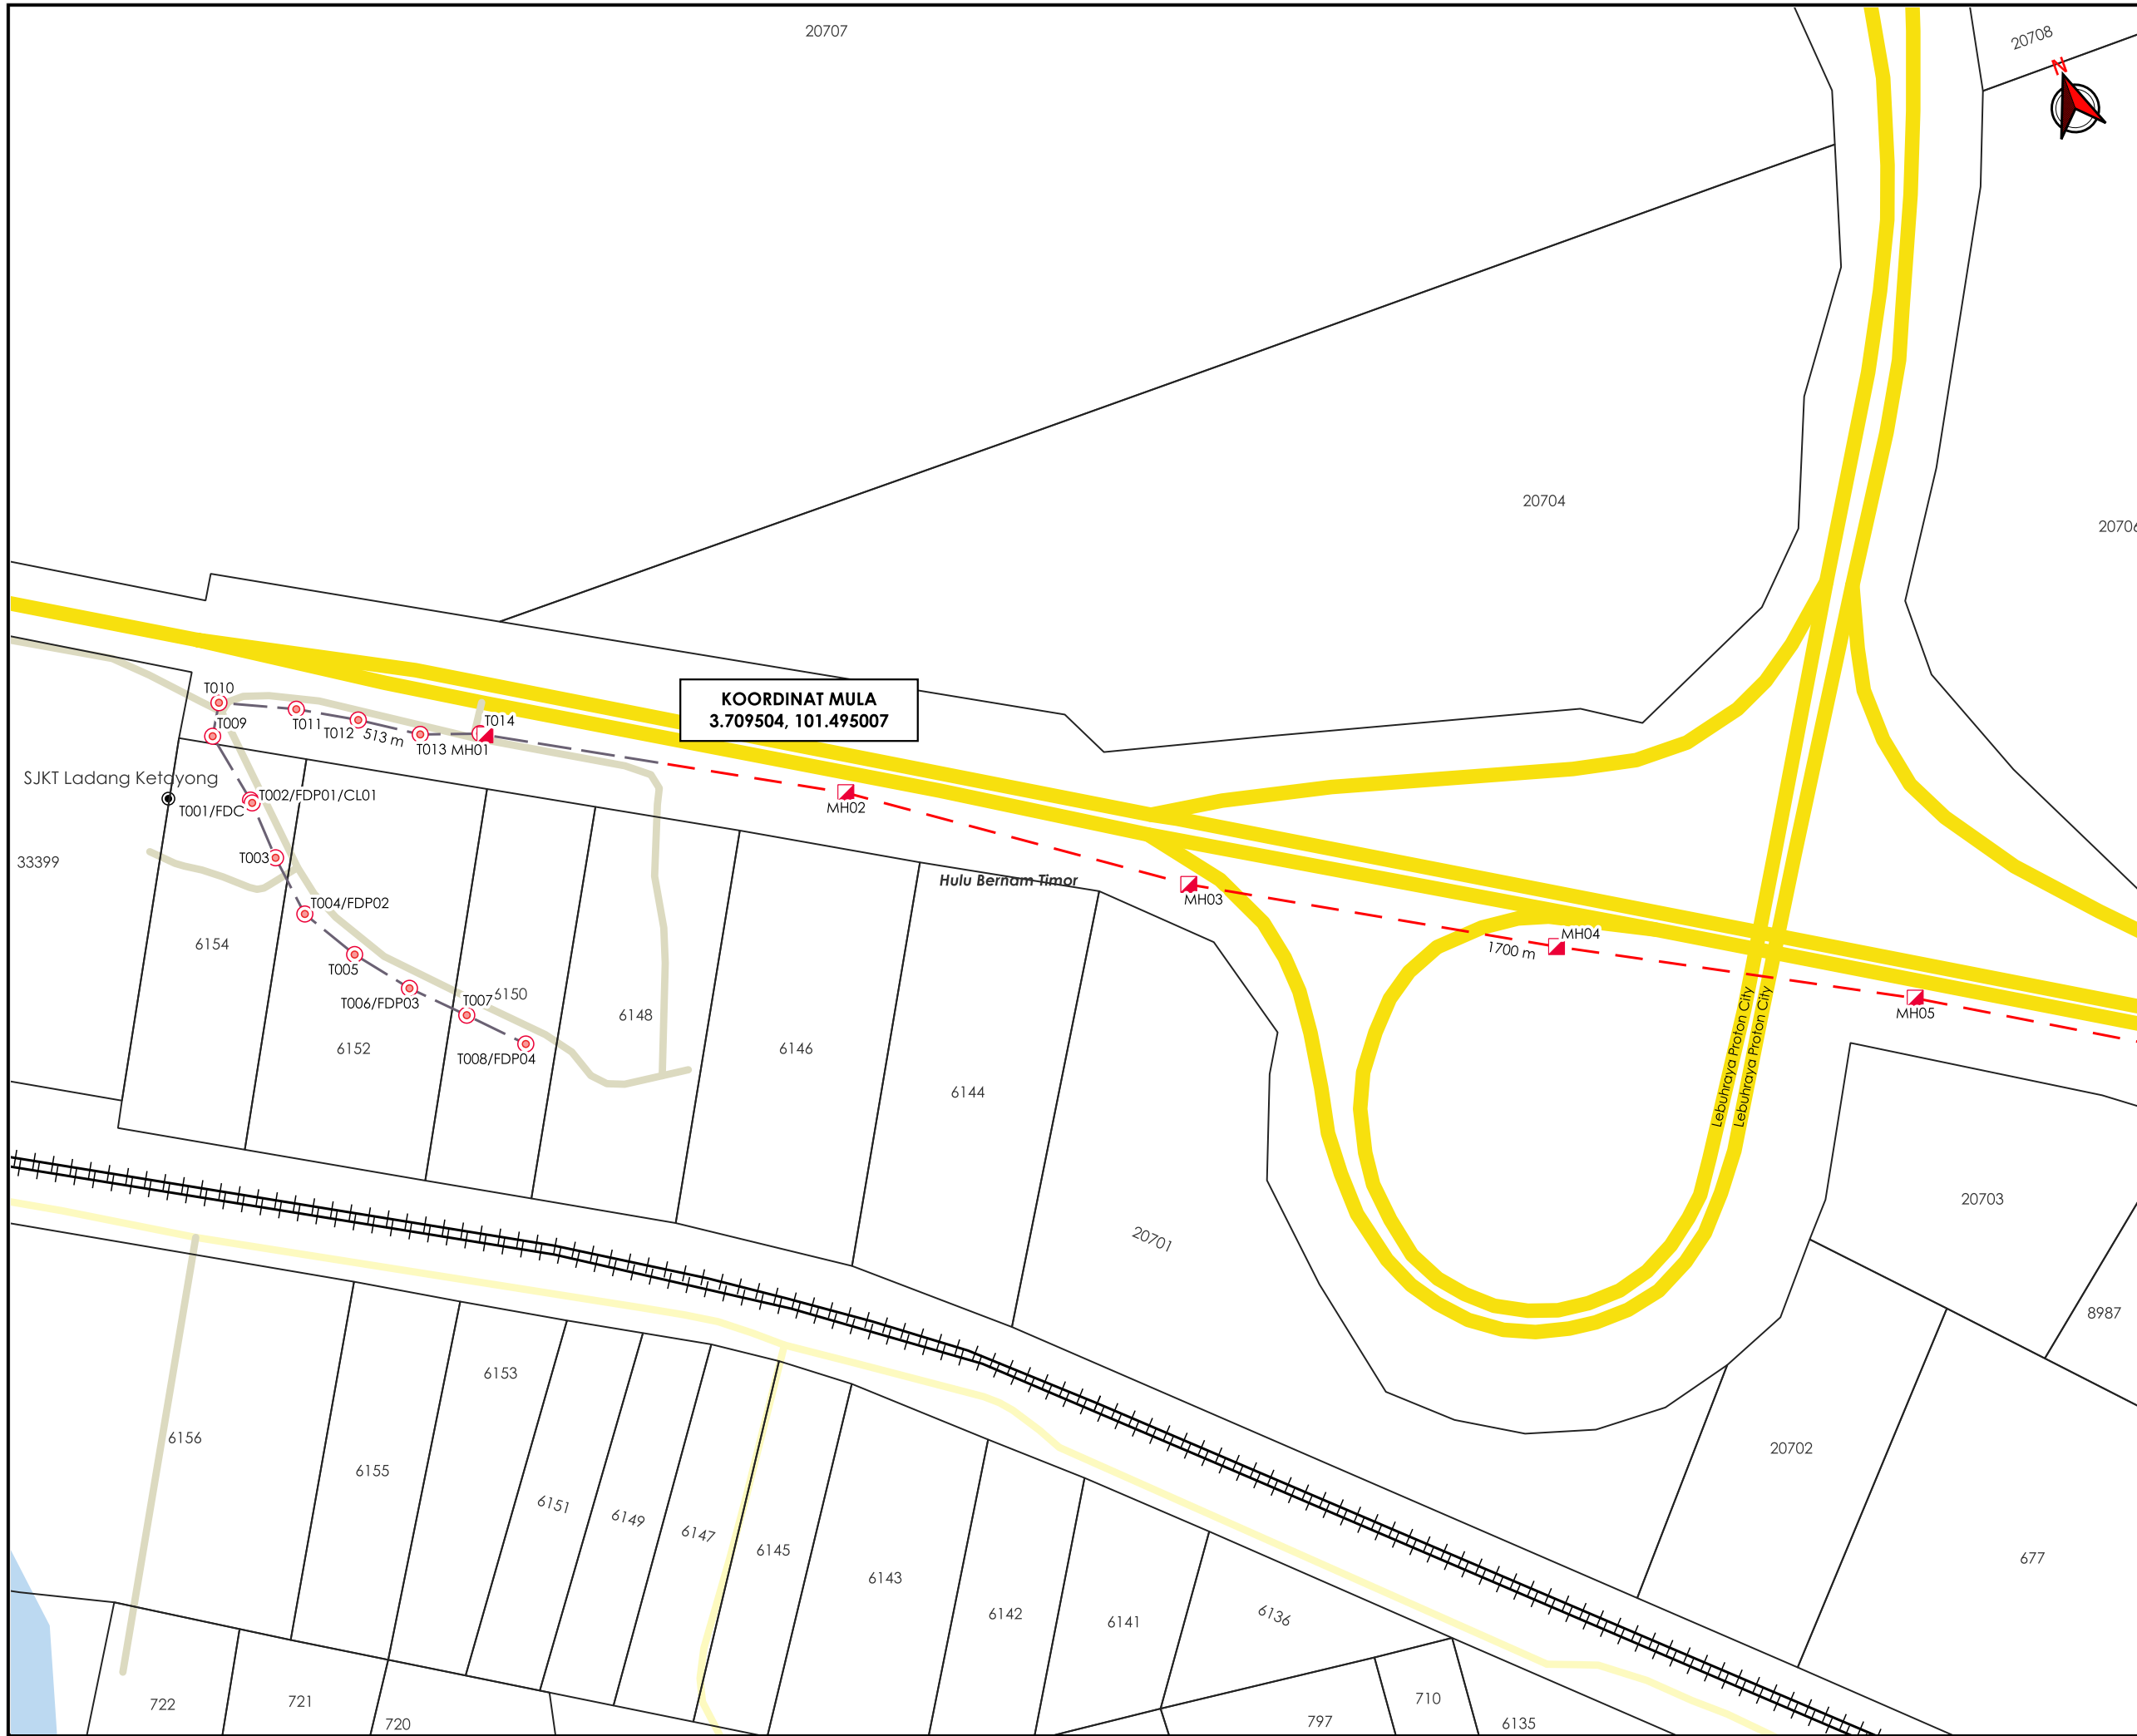 20707
20708
N
20704
20706
KOORDINAT MULA
3.709504, 101.495007
T010
T009
T011
T012
513 m
T013
MH01
T014
SJKT Ladang Ketoyong
T002/FDP01/CL01
T001/FDC
MH02
T003
33399
Hulu Bernam Timor
MH03
T004/FDP02
MH04
1700 m
6154
T005
T006/FDP03
T007
6150
MH05
6148
6152
T008/FDP04
6146
Lebuhraya Proton City
Lebuhraya Proton City
6144
20703
20701
8987
6153
6156
20702
6155
6151
6149
6147
6145
677
6143
6142
6141
6136
722
721
720
710
797
6135